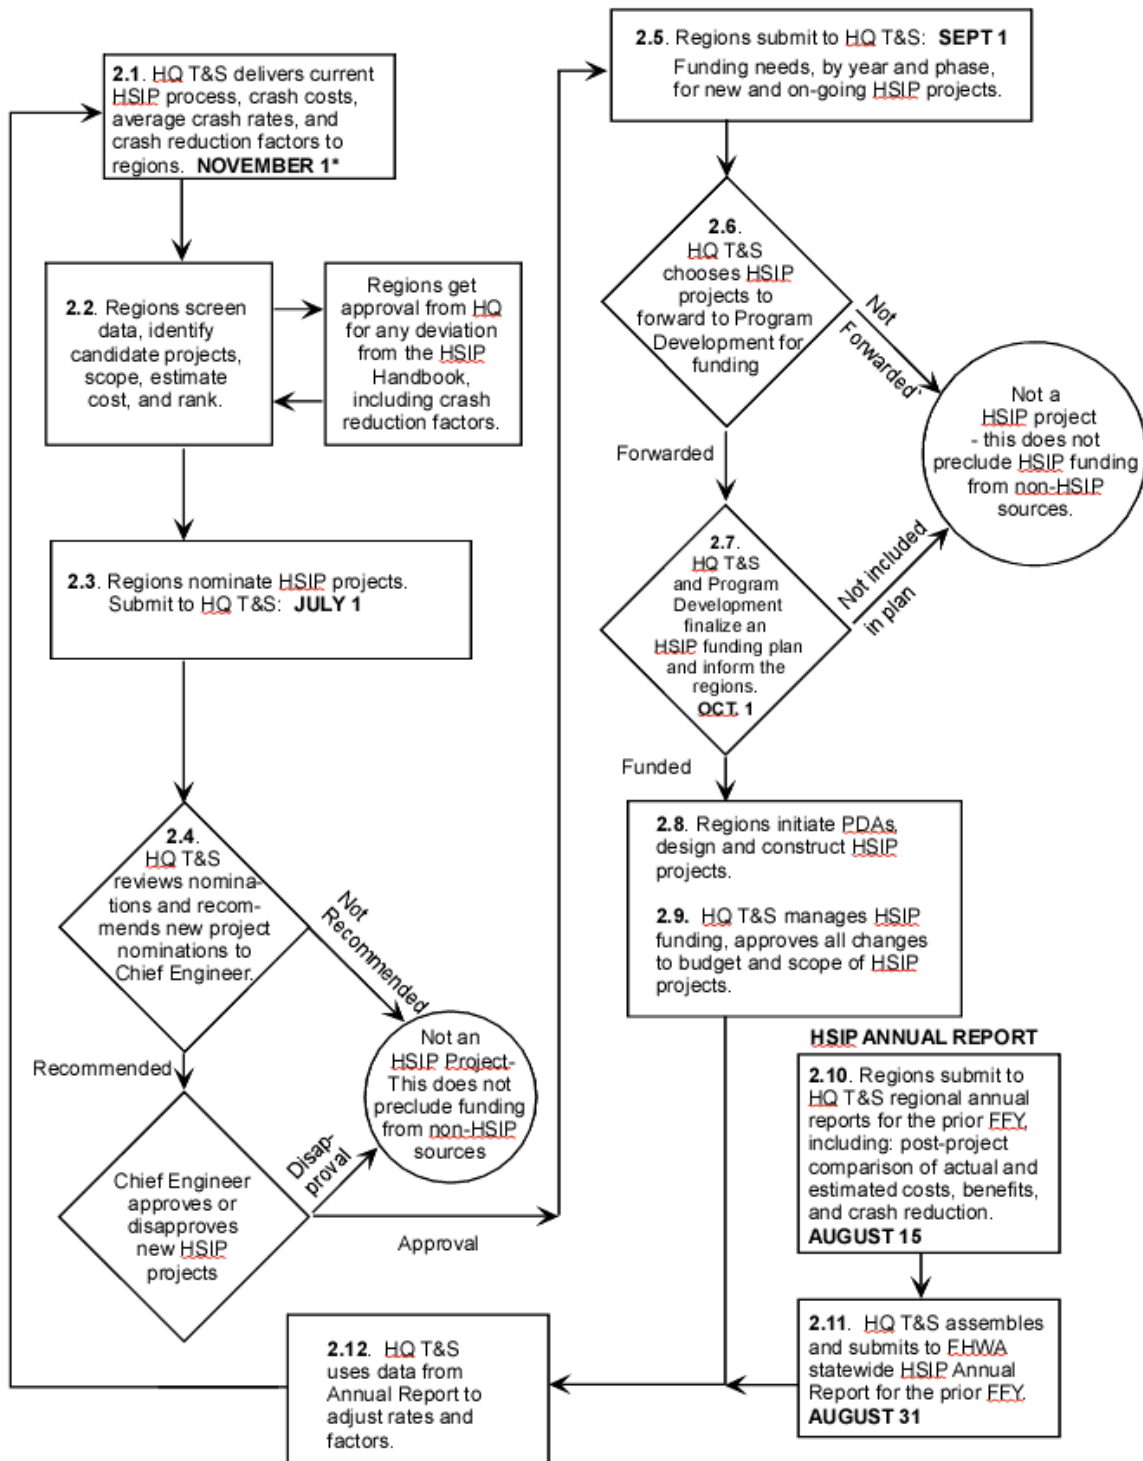 2.1. HQ T&S delivers current
HSIP process, crash costs,
average crash rates, and
crash reduction factors to
regions. NOVEMBER 1*
2.2. Regions screen
data, identify
candidate projects,
scope, estimate
cost, and rank.
Regions get
approval from HQ
for any deviation
from the HSIP
Handbook,
including crash
reduction factors.
2.3. Regions nominate HSIP projects.
Submit to HQ T&S: JULY 1
2.4.
HQ T&S
reviews nomina-
tions and recom-
mends new project
nominations to
Chief Engineer.
Not
Recommended
Recommended
Not an
HSIP Project-
This does not
preclude funding
from non-HSIP
sources
Chief Engineer
approves or
disapproves
new HSIP
projects
Disap-
proval
Approval
2.5. Regions submit to HQ T&S: SEPT 1
Funding needs, by year and phase,
for new and on-going HSIP projects.
2.6.
HQ T&S
chooses HSIP
projects to
forward to Program
Development for
funding
Not
Forwarded`
Forwarded
Not a
HSIP project
- this does not
preclude HSIP funding
from non-HSIP
sources.
2.7.
HQ T&S
and Program
Development
finalize an
HSIP funding plan
and inform the
regions.
OCT. 1
Not included
in plan
Funded
2.8. Regions initiate PDAs,
design and construct HSIP
projects.
2.9. HQ T&S manages HSIP
funding, approves all changes
to budget and scope of HSIP
projects.
HSIP ANNUAL REPORT
2.10. Regions submit to
HQ T&S regional annual
reports for the prior FFY,
including: post-project
comparison of actual and
estimated costs, benefits,
and crash reduction.
AUGUST 15
2.11. HQ T&S assembles
and submits to FHWA
statewide HSIP Annual
Report for the prior FFY.
AUGUST 31
2.12. HQ T&S
uses data from
Annual Report to
adjust rates and
factors.